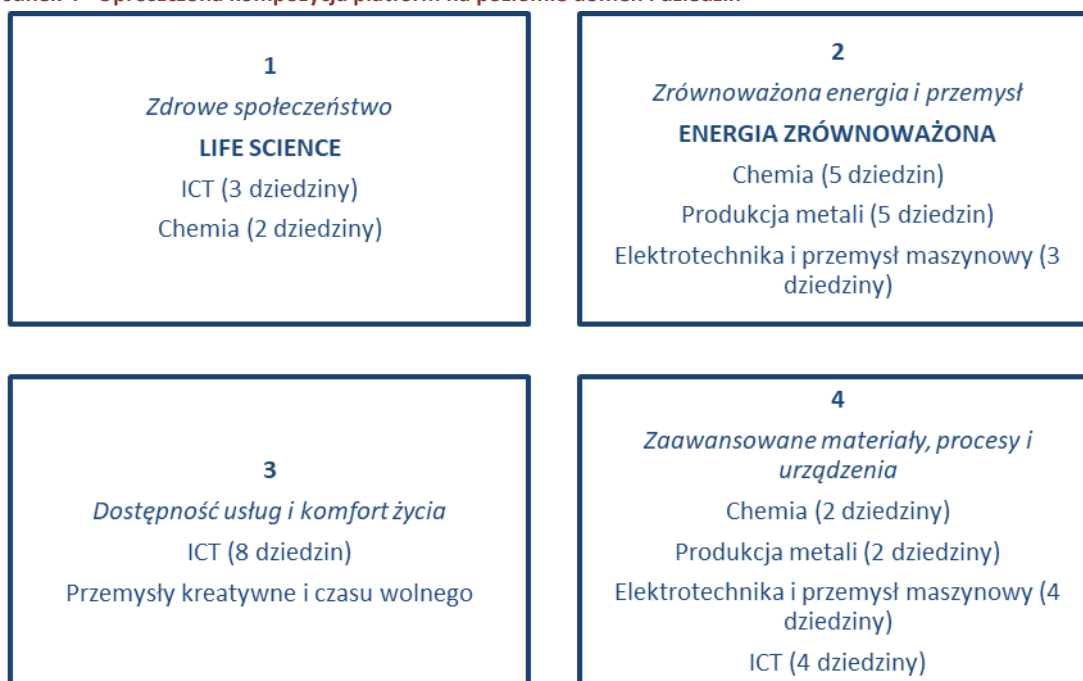 1
Zdrowe społeczeństwo
LIFE SCIENCE
ICT (3 dziedziny)
Chemia (2 dziedziny)
2
Zrównoważona energia i przemysł
ENERGIA ZRÓWNOWAŻONA
Chemia (5 dziedzin)
Produkcja metali (5 dziedzin)
Elektrotechnika i przemysł maszynowy (3
dziedziny)
3
Dostępność usług i komfort życia
ICT (8 dziedzin)
Przemysły kreatywne i czasu wolnego
4
Zaawansowane materiały, procesy i
urządzenia
Chemia (2 dziedziny)
Produkcja metali (2 dziedziny)
Elektrotechnika i przemysł maszynowy (4
dziedziny)
ICT (4 dziedziny)